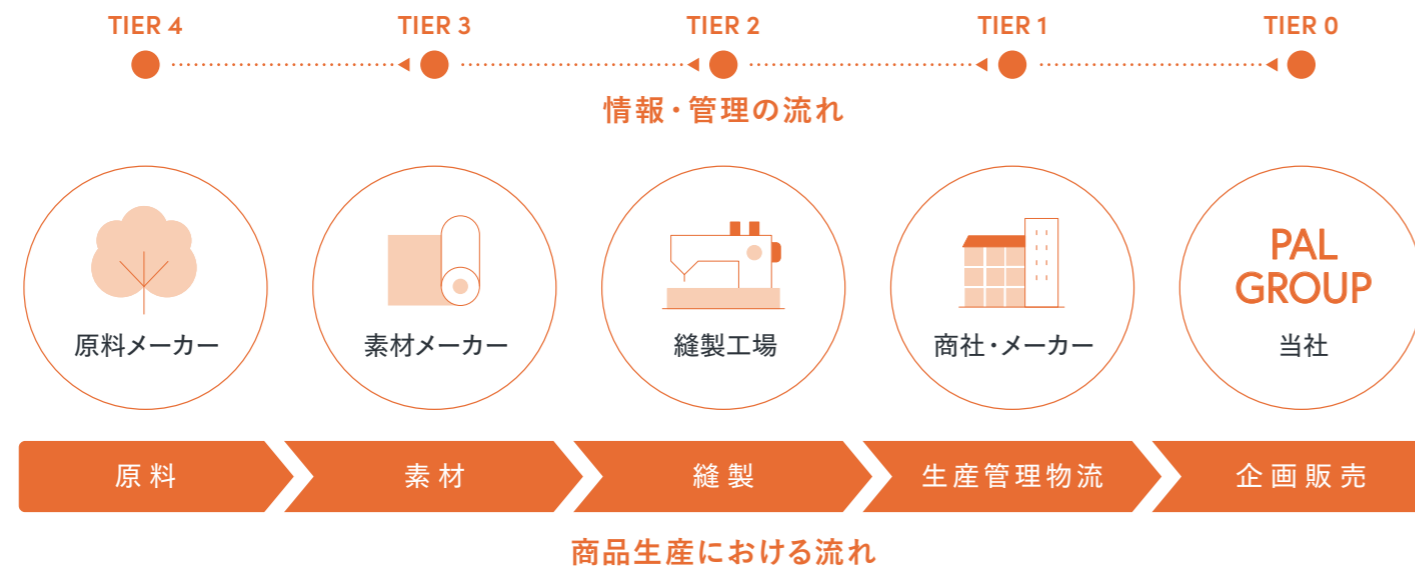 TIER 4
TIER 3
TIER 2
TIER 1
TIER 0
情報・管理の流れ
原料メーカー
素材メーカー
縫製工場
商社・メーカー
PAL
GROUP
当社
原料
素材
縫製
生産管理物流
企画販売
商品生産における流れ